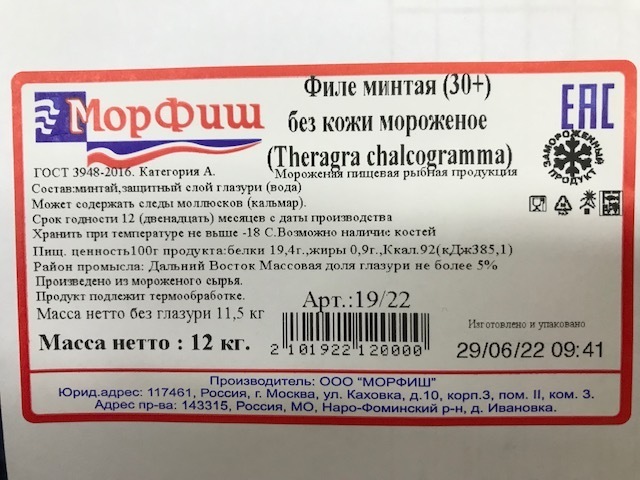 МорФиш
Филе минтая (30+)
без кожи мороженое
(Theragra chalcogramma)
EAC
ЗАМОРОЖЕННЫЙ ПРОДУКТ
Мороженая пищевая рыбная продукция
ГОСТ 3948-2016. Категория А.
Состав:минтай,защитный слой глазури (вода)
Может содержать следы моллюсков (кальмар).
Срок годности 12 (двенадцать) месяцев с даты производства
Хранить при температуре не выше -18 С.Возможно наличие: костей
Пищ. ценность100г продукта:белки 19,4г.,жиры 0,9г.,Ккал.92(кДж385,1)
Район промысла: Дальний Восток Массовая доля глазури не более 5%
Произведено из мороженого сырья.
Продукт подлежит термообработке.
Масса нетто без глазури 11,5 кг
Арт.:19/22
Масса нетто : 12 кг.
2 101922 120000
Изготовлено и упаковано
29/06/22 09:41
Производитель: ООО "МОРФИШ"
Юрид.адрес: 117461, Россия, г. Москва, ул. Каховка, д.10, корп.3, пом. II, ком. 3.
Адрес пр-ва: 143315, Россия, МО, Наро-Фоминский р-н, д. Ивановка.